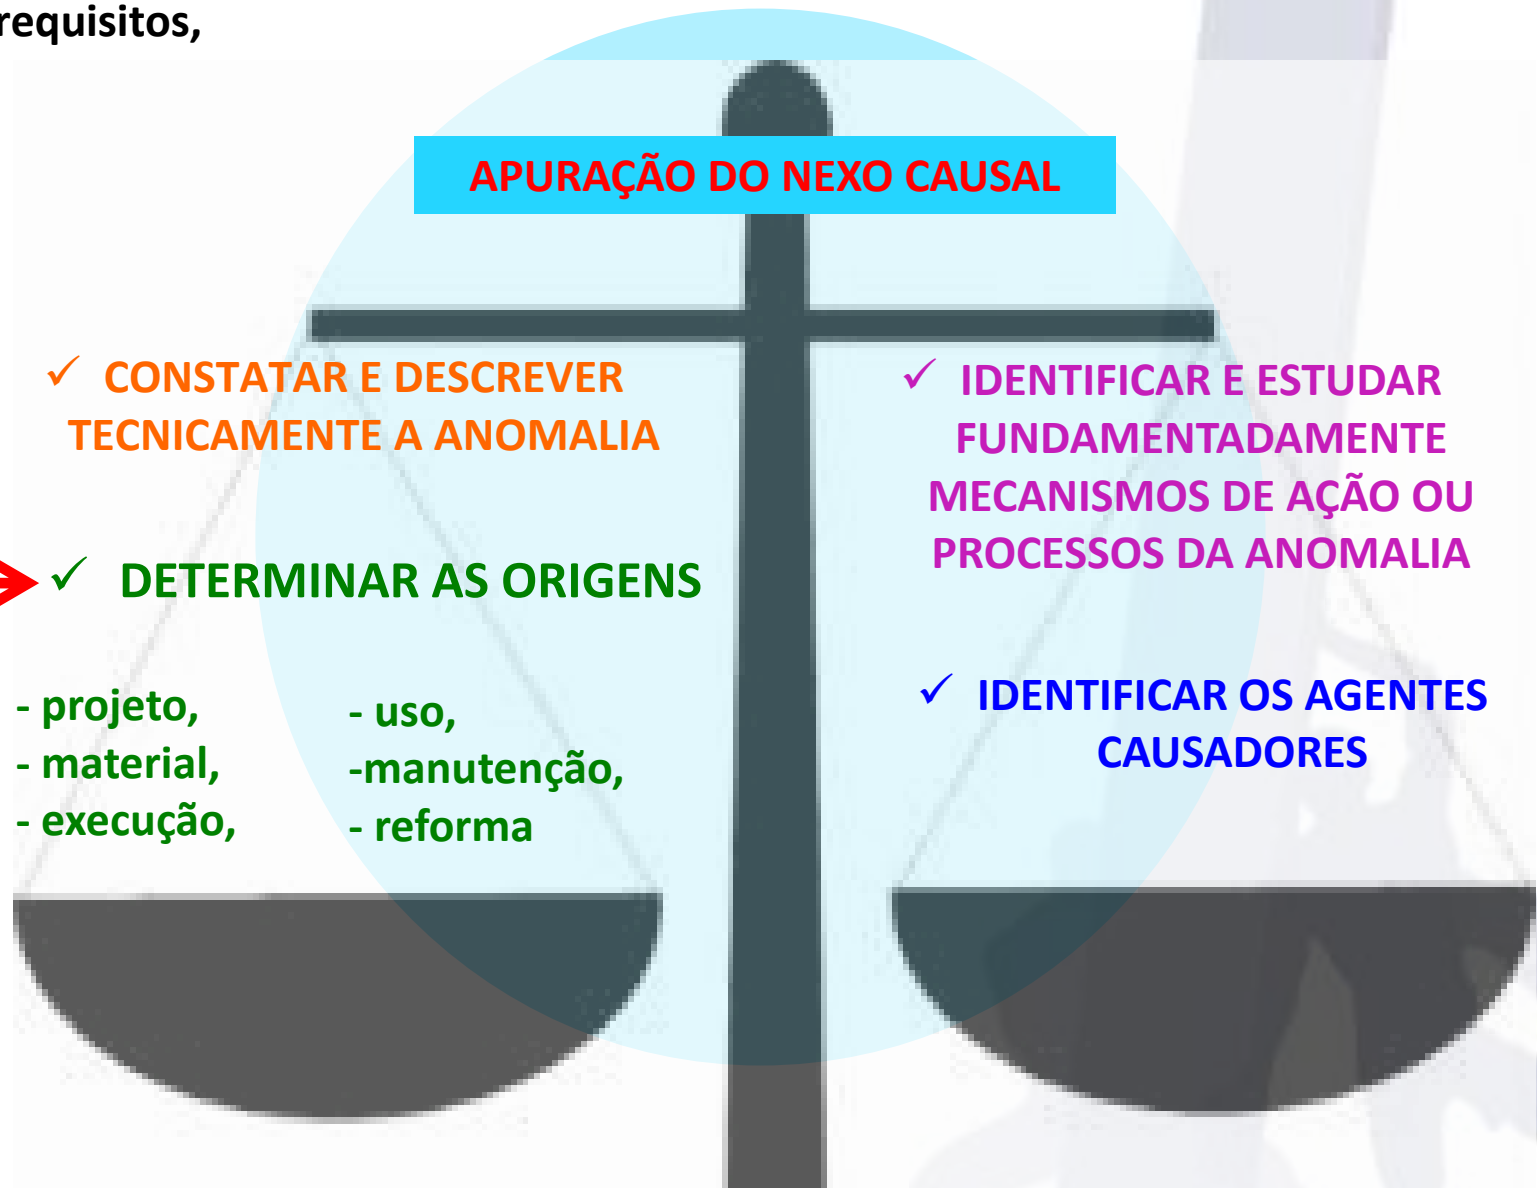 requisitos,
APURAÇÃO DO NEXO CAUSAL
✓ CONSTATAR E DESCREVER
TECNICAMENTE A ANOMALIA
✓ DETERMINAR AS ORIGENS
- projeto,
- material,
- execução,
- uso,
-manutenção,
- reforma
✓ IDENTIFICAR E ESTUDAR
FUNDAMENTADAMENTE
MECANISMOS DE AÇÃO OU
PROCESSOS DA ANOMALIA
✓ IDENTIFICAR OS AGENTES
CAUSADORES